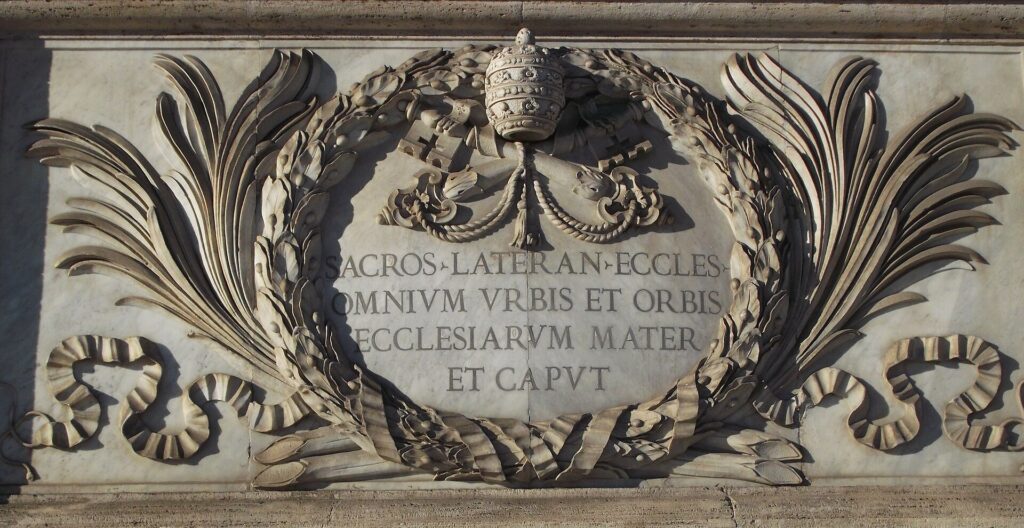 SACROS·LATERAN·ECCLES·
OMNIVM VRBIS ET ORBIS
ECCLESIARVM MATER
ET CAPVT